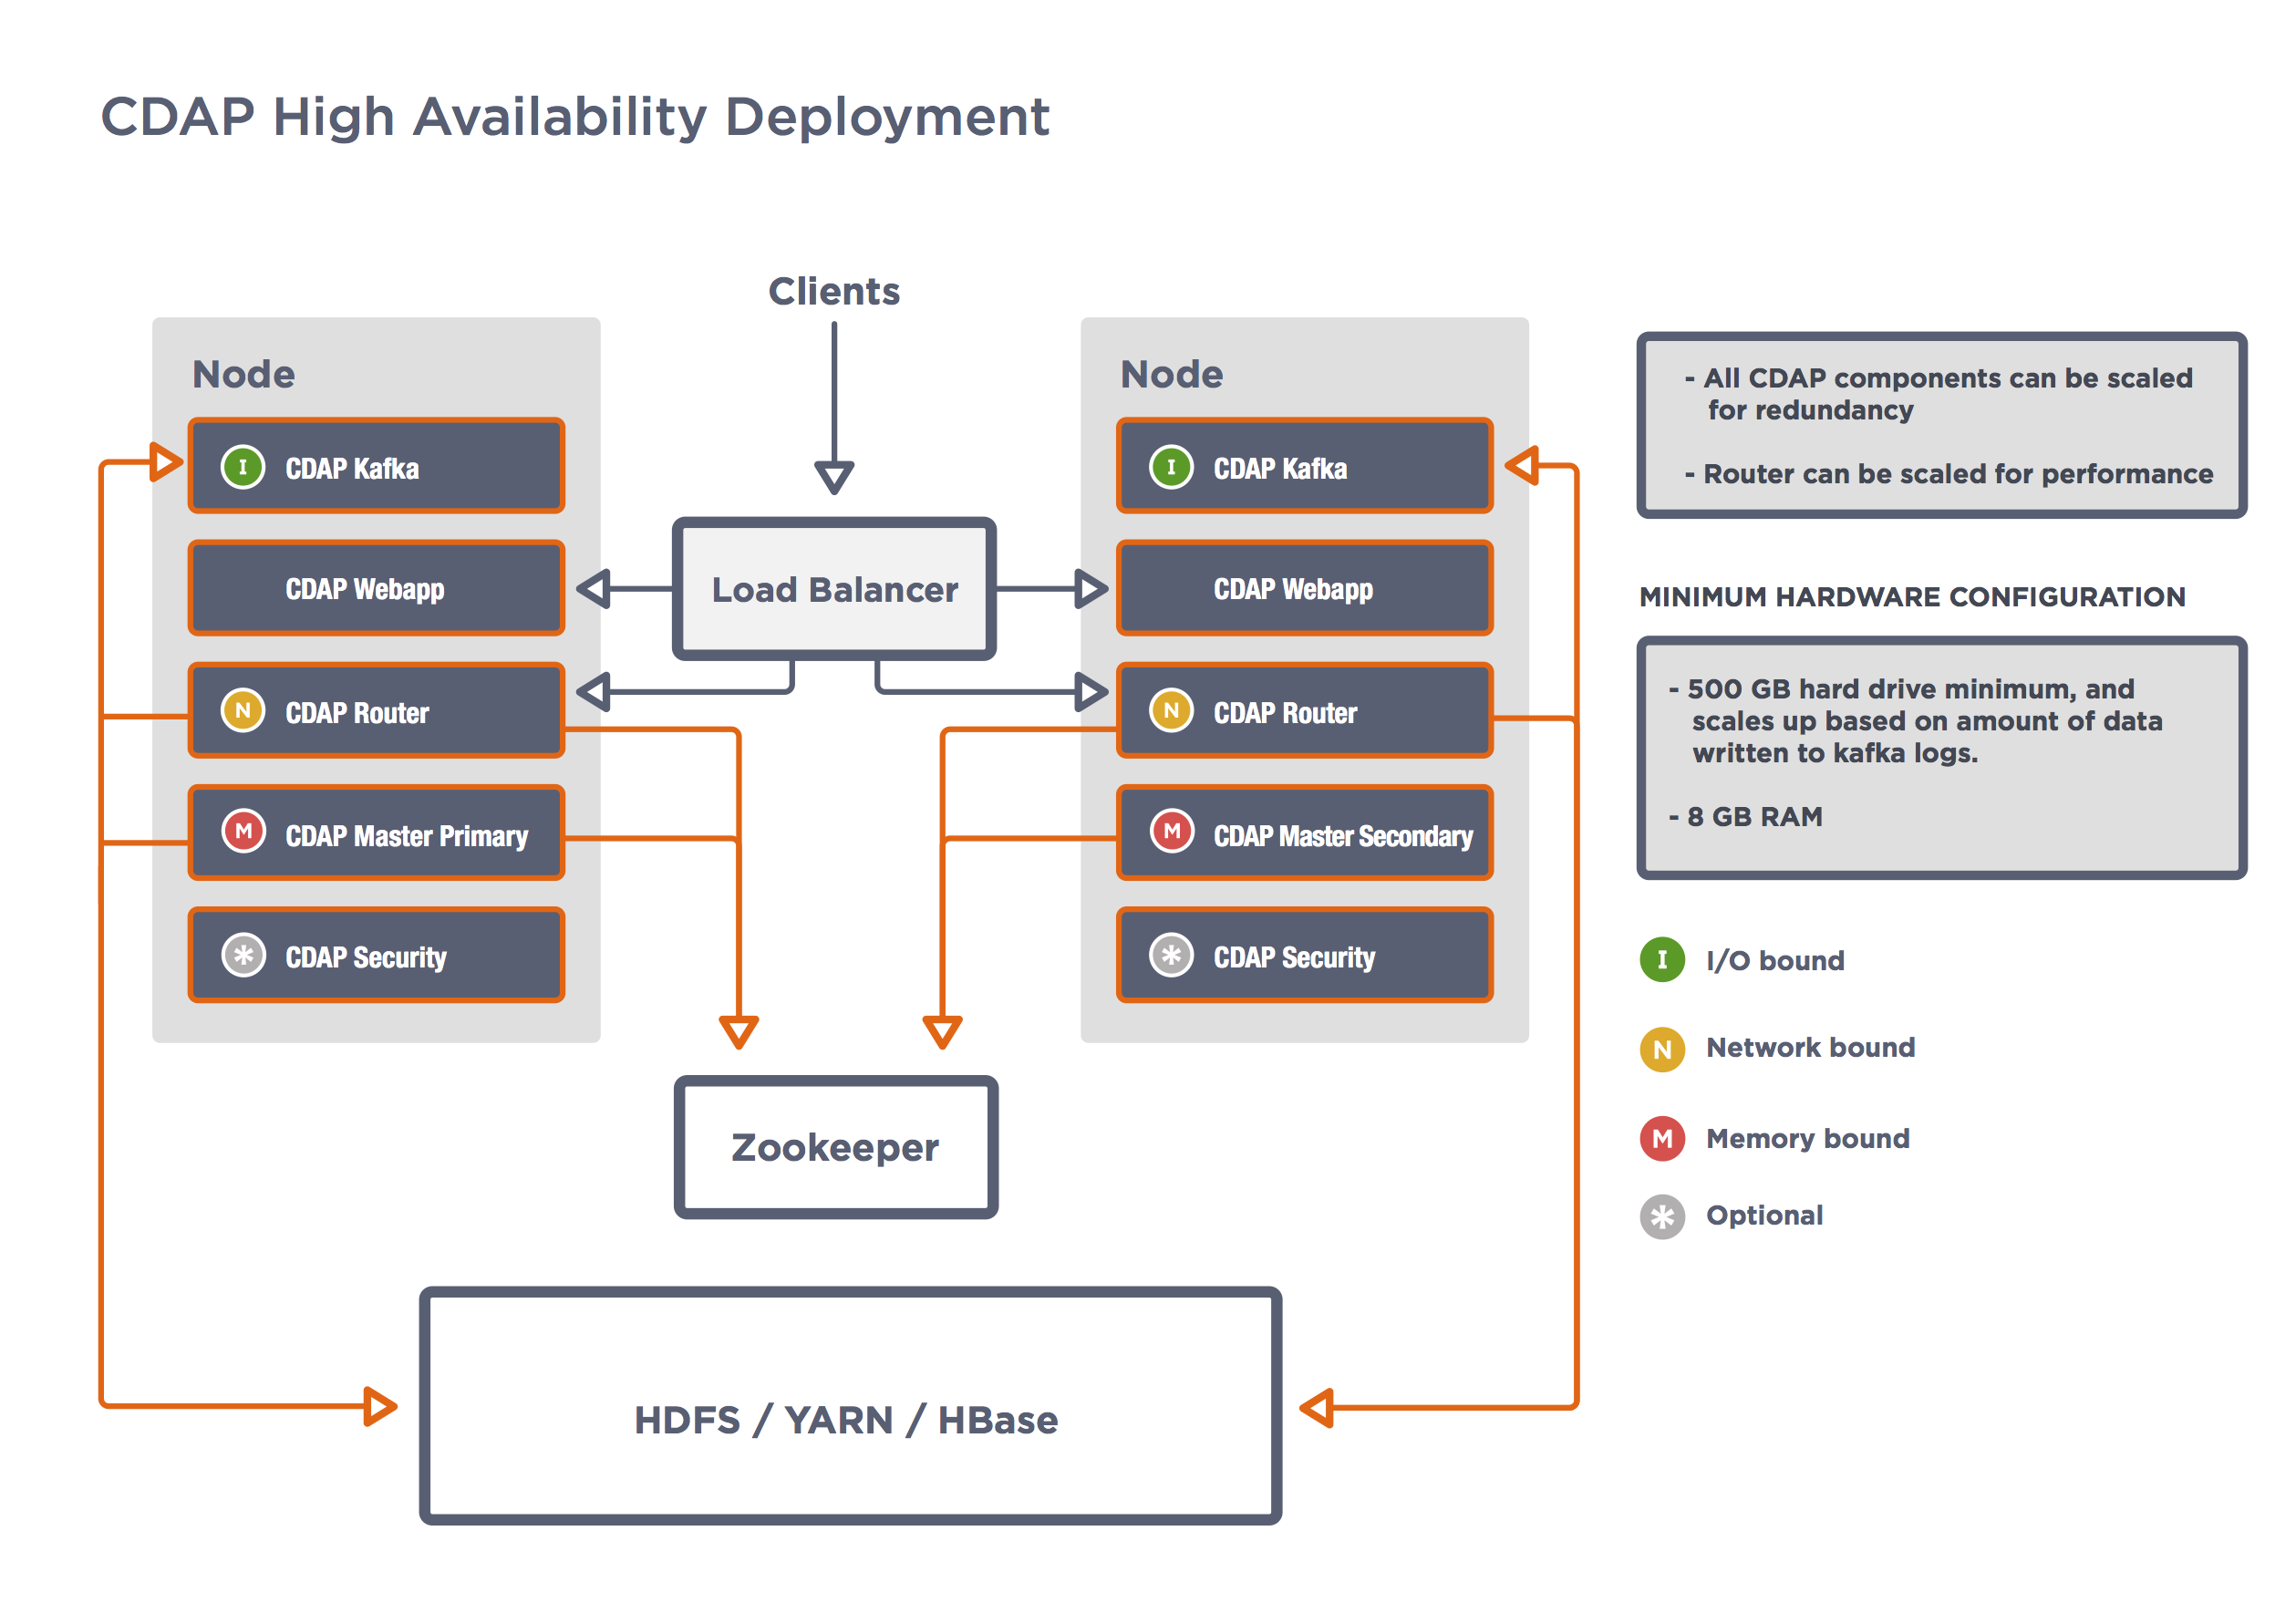 CDAP High Availability Deployment
Clients
Node
I CDAP Kafka
CDAP Webapp
N CDAP Router
M CDAP Master Primary
* CDAP Security
Load Balancer
Zookeeper
HDFS / YARN / HBase
Node
I CDAP Kafka
CDAP Webapp
N CDAP Router
M CDAP Master Secondary
* CDAP Security
- All CDAP components can be scaled
for redundancy
- Router can be scaled for performance
MINIMUM HARDWARE CONFIGURATION
- 500 GB hard drive minimum, and
scales up based on amount of data
written to kafka logs.
- 8 GB RAM
I I/O bound
N Network bound
M Memory bound
* Optional